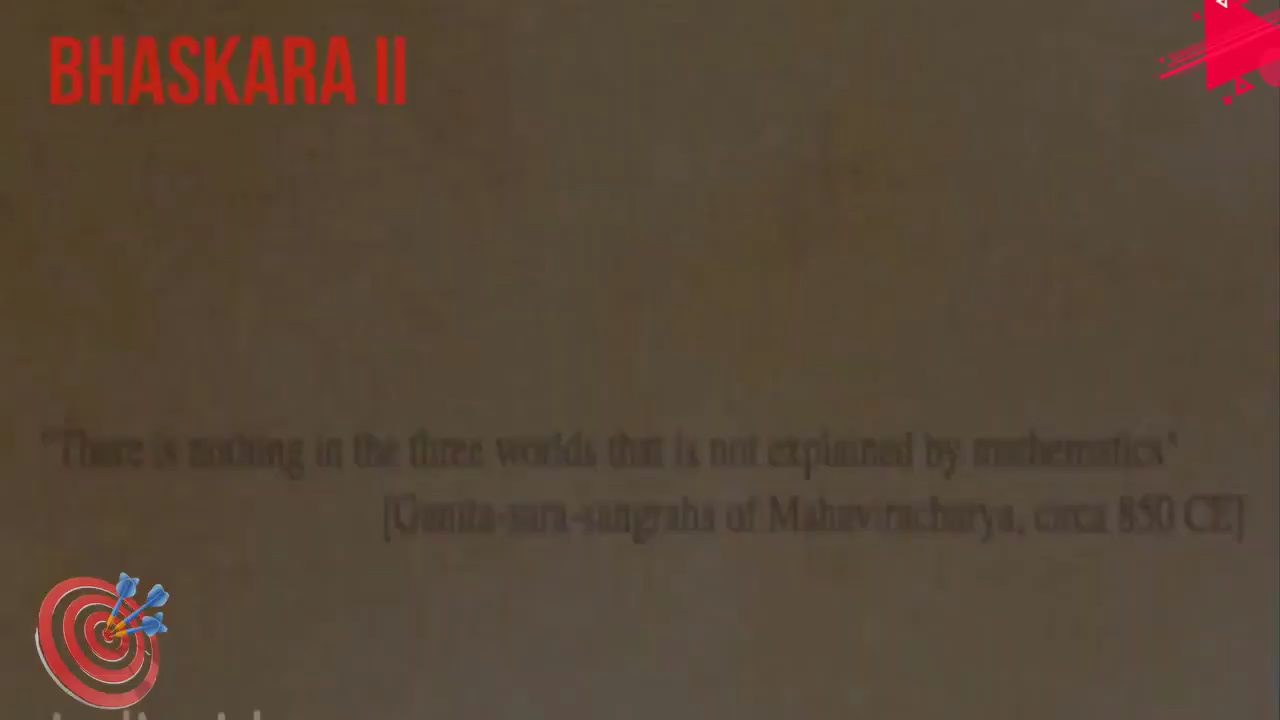 BHASKARA II
"There is nothing in the three worlds that is not explained by mathematics"
[Ganita-sara-sangraha of Mahaviracharya, circa 850 CE]